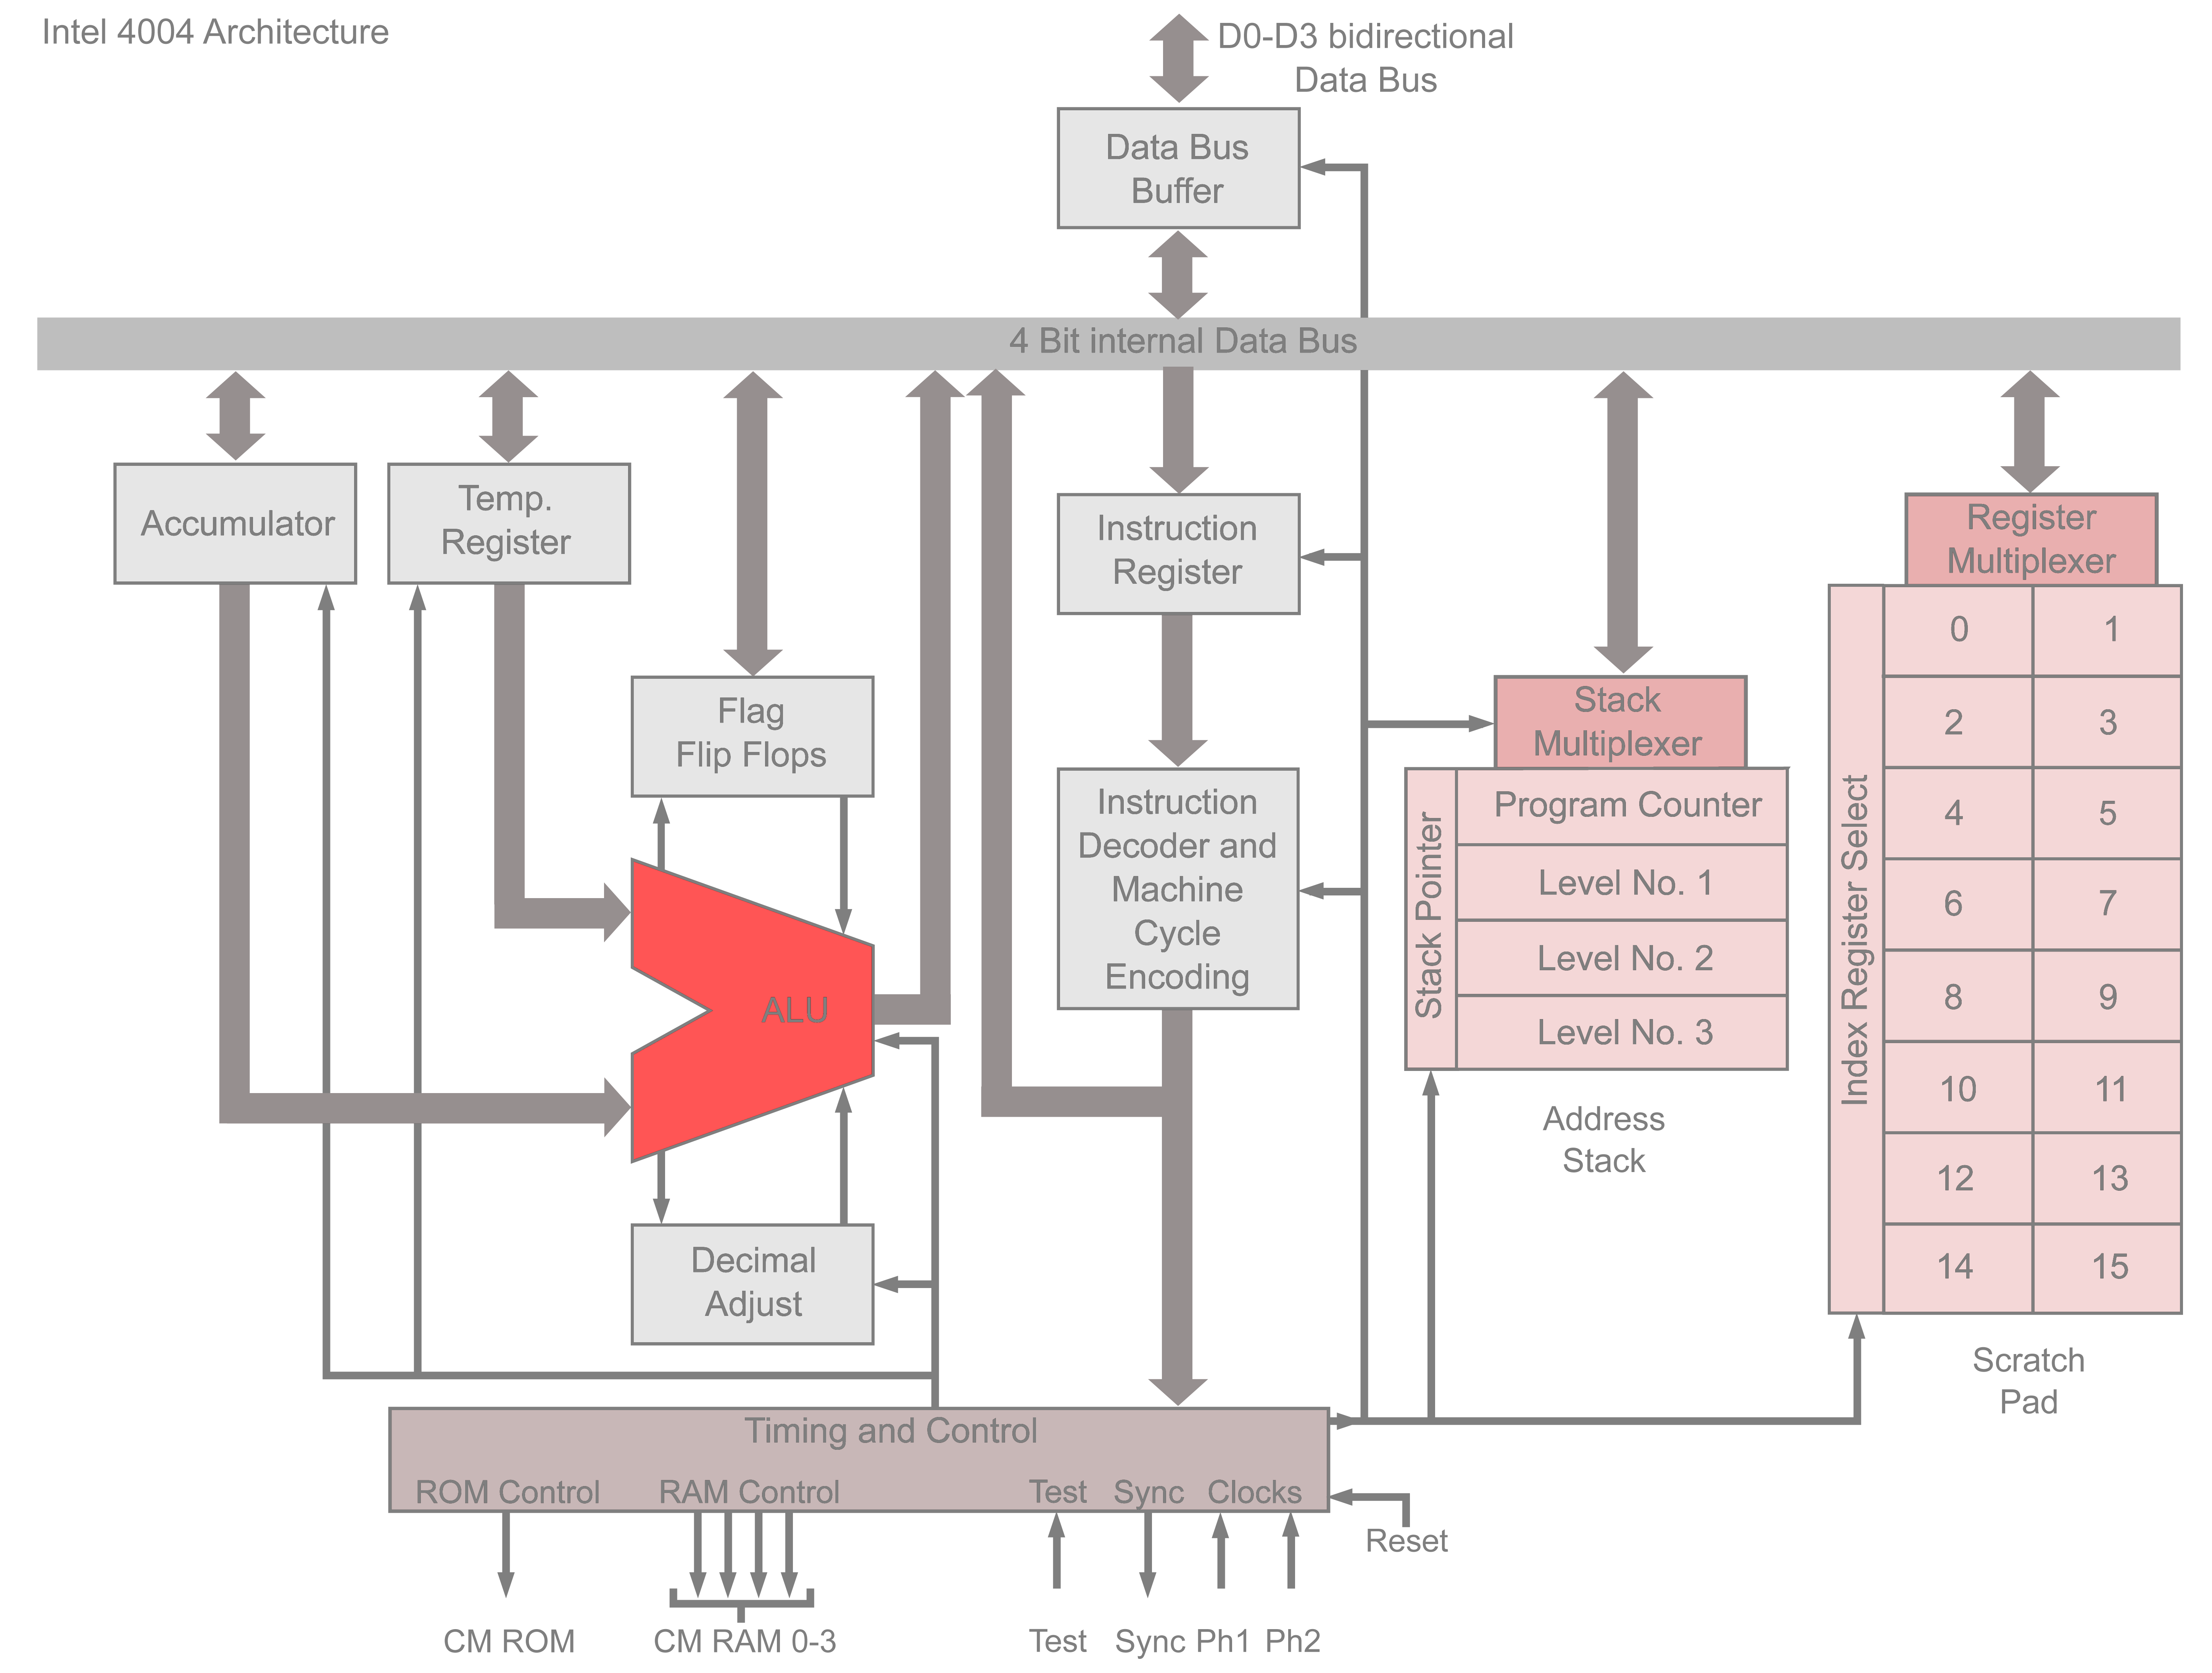 Intel 4004 Architecture
D0-D3 bidirectional
Data Bus
Data Bus
Buffer
4 Bit internal Data Bus
Accumulator
Temp.
Register
Instruction
Register
Register
Multiplexer
Flag
Flip Flops
Stack
Multiplexer
Instruction
Decoder and
Machine
Cycle
Encoding
Stack Pointer
Program Counter
Level No. 1
Level No. 2
Level No. 3
Address
Stack
Index Register Select
0 1
2 3
4 5
6 7
8 9
10 11
12 13
14 15
Scratch
Pad
ALU
Decimal
Adjust
Timing and Control
ROM Control RAM Control Test Sync Clocks
Reset
CM ROM CM RAM 0-3 Test Sync Ph1 Ph2